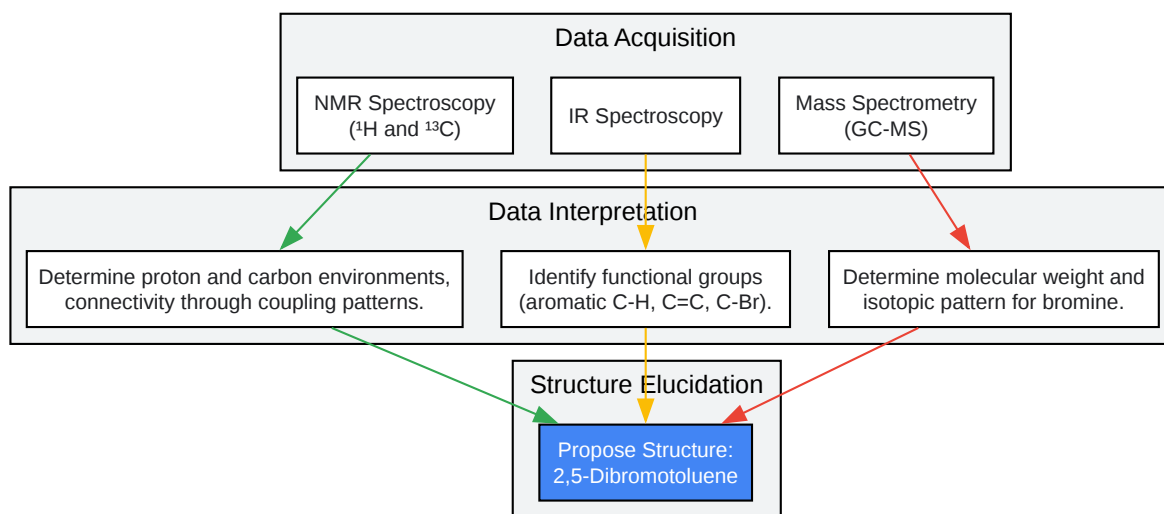 Data Acquisition
NMR Spectroscopy
(¹H and ¹³C)
IR Spectroscopy
Mass Spectrometry
(GC-MS)
Data Interpretation
Determine proton and carbon environments,
connectivity through coupling patterns.
Identify functional groups
(aromatic C-H, C=C, C-Br).
Determine molecular weight and
isotopic pattern for bromine.
Structure Elucidation
Propose Structure:
2,5-Dibromotoluene